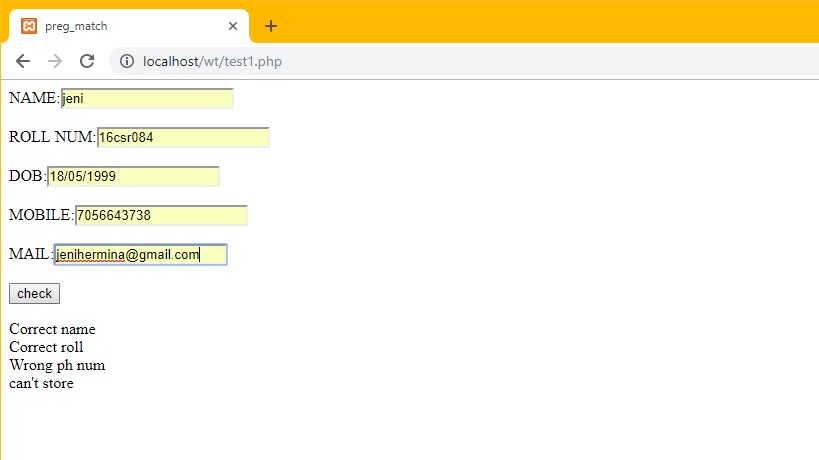 preg_match
localhost/wt/test1.php
NAME:jeni
ROLL NUM:16csr084
DOB:18/05/1999
MOBILE:7056643738
MAIL:jenihermina@gmail.com
check
Correct name
Correct roll
Wrong ph num
can't store